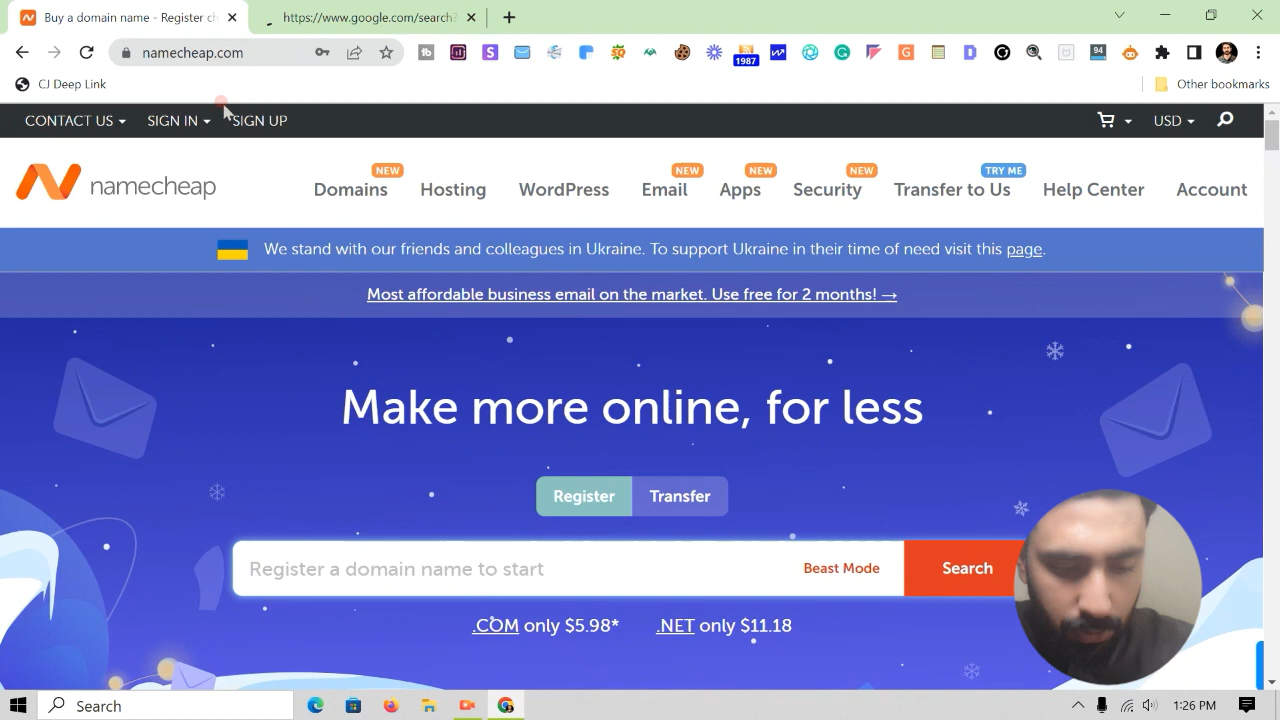 Buy a domain name - Register ch
https://www.google.com/search?
namecheap.com
1987
94
CJ Deep Link
Other bookmarks
CONTACT US
SIGN IN
SIGN UP
USD
namecheap
NEW
NEW
NEW
NEW
TRY ME
Domains
Hosting
WordPress
Email
Apps
Security
Transfer to Us
Help Center
Account
We stand with our friends and colleagues in Ukraine. To support Ukraine in their time of need visit this page.
Most affordable business email on the market. Use free for 2 months! →
Make more online, for less
Register
Transfer
Register a domain name to start
Beast Mode
Search
.COM only $5.98*
.NET only $11.18
Search
1:26 PM